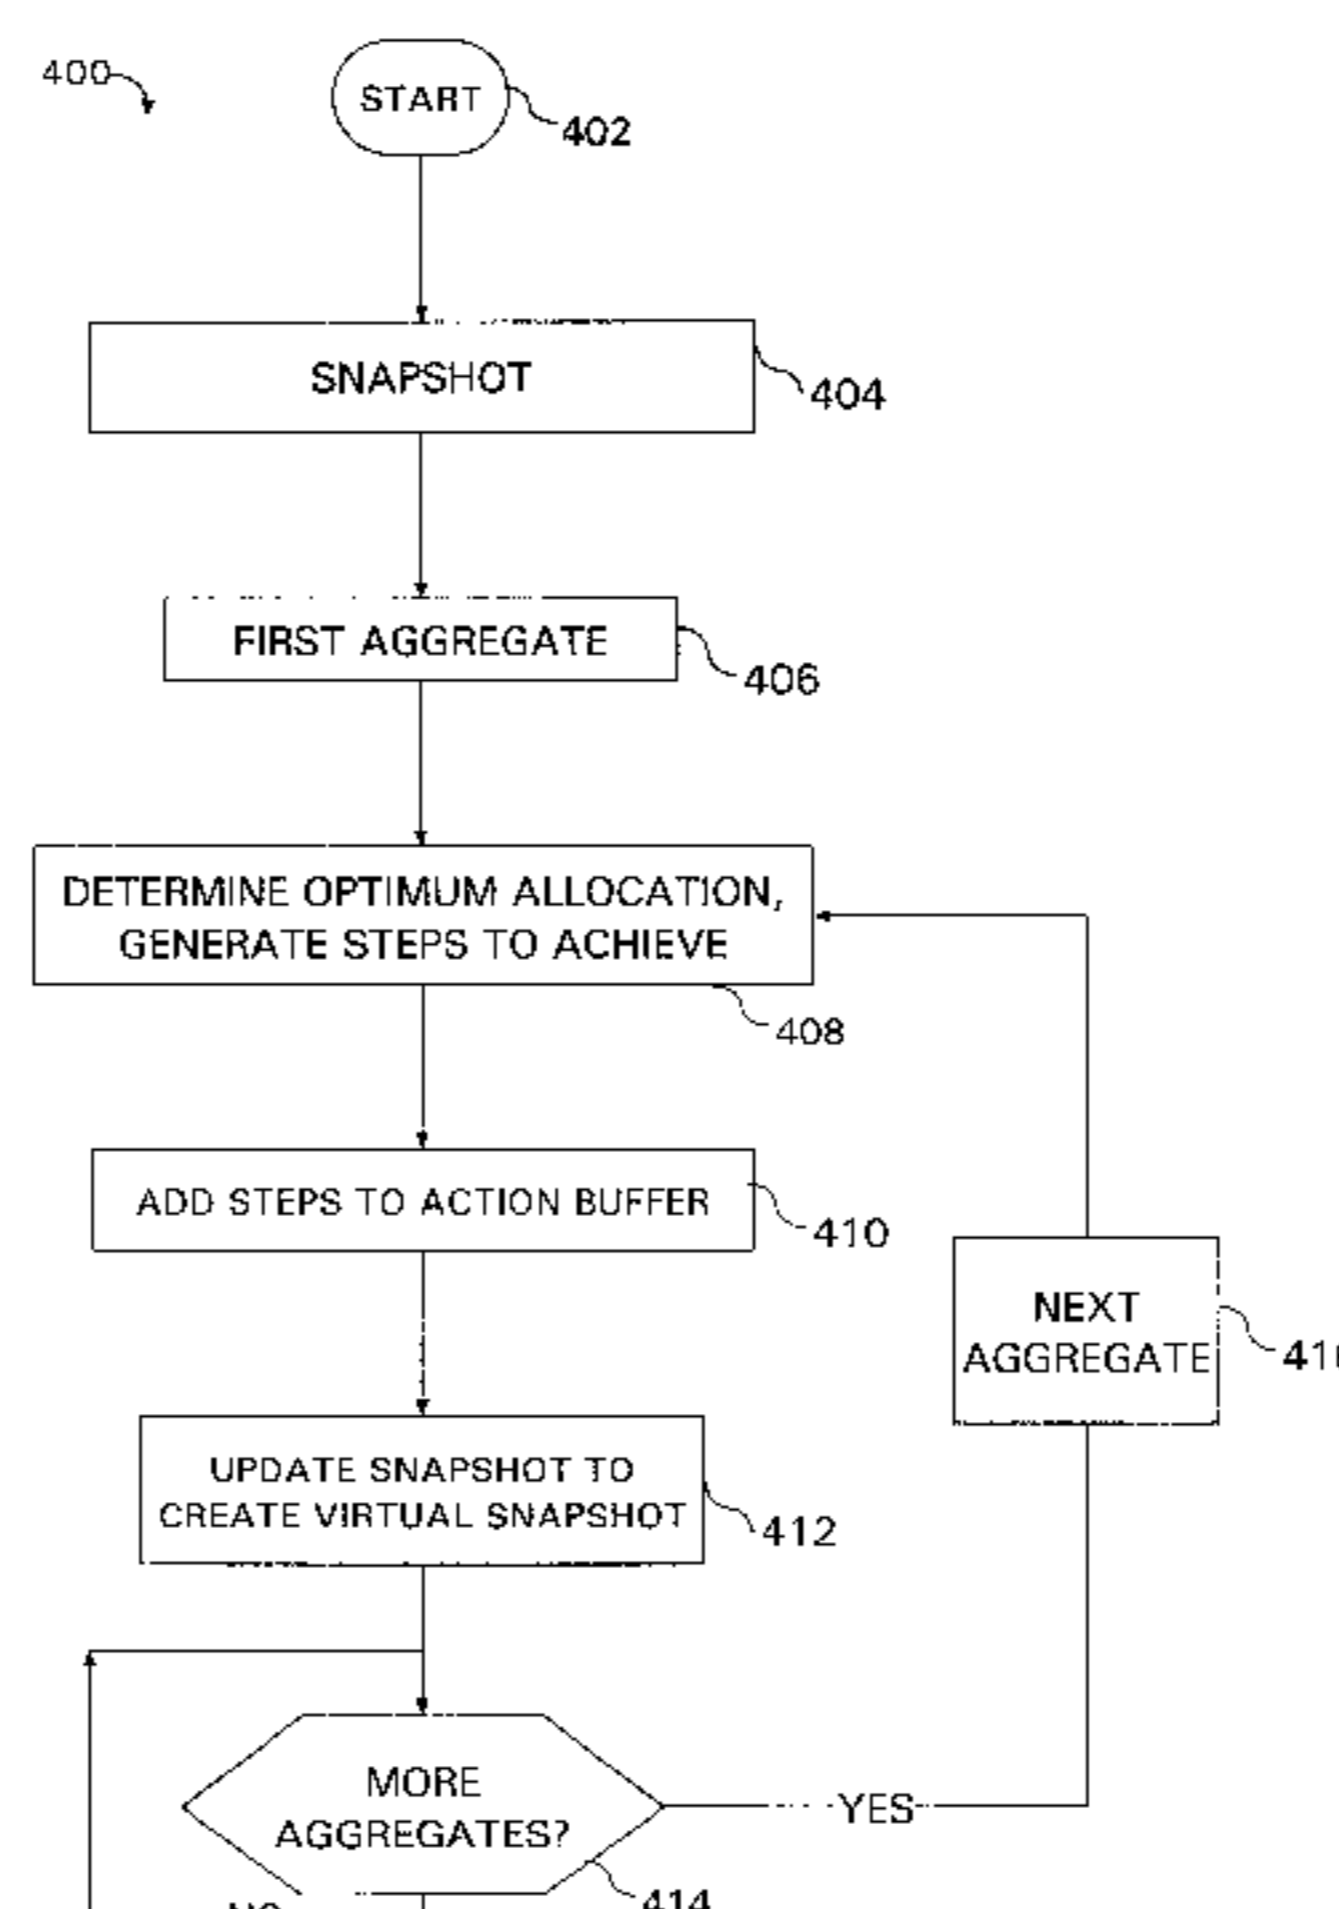 400
START
402
SNAPSHOT
404
FIRST AGGREGATE
406
DETERMINE OPTIMUM ALLOCATION,
GENERATE STEPS TO ACHIEVE
408
ADD STEPS TO ACTION BUFFER
410
NEXT
AGGREGATE
UPDATE SNAPSHOT TO
CREATE VIRTUAL SNAPSHOT
412
MORE
AGGREGATES?
YES
414